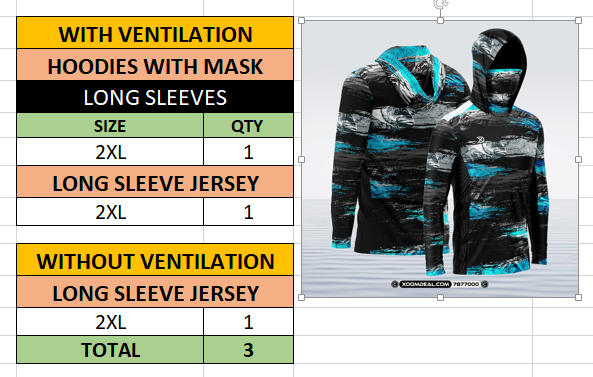 WITH VENTILATION
HOODIES WITH MASK
LONG SLEEVES
SIZE QTY
2XL 1
LONG SLEEVE JERSEY
2XL 1
WITHOUT VENTILATION
LONG SLEEVE JERSEY
2XL 1
TOTAL 3
XOOMDEAL.COM 7877000